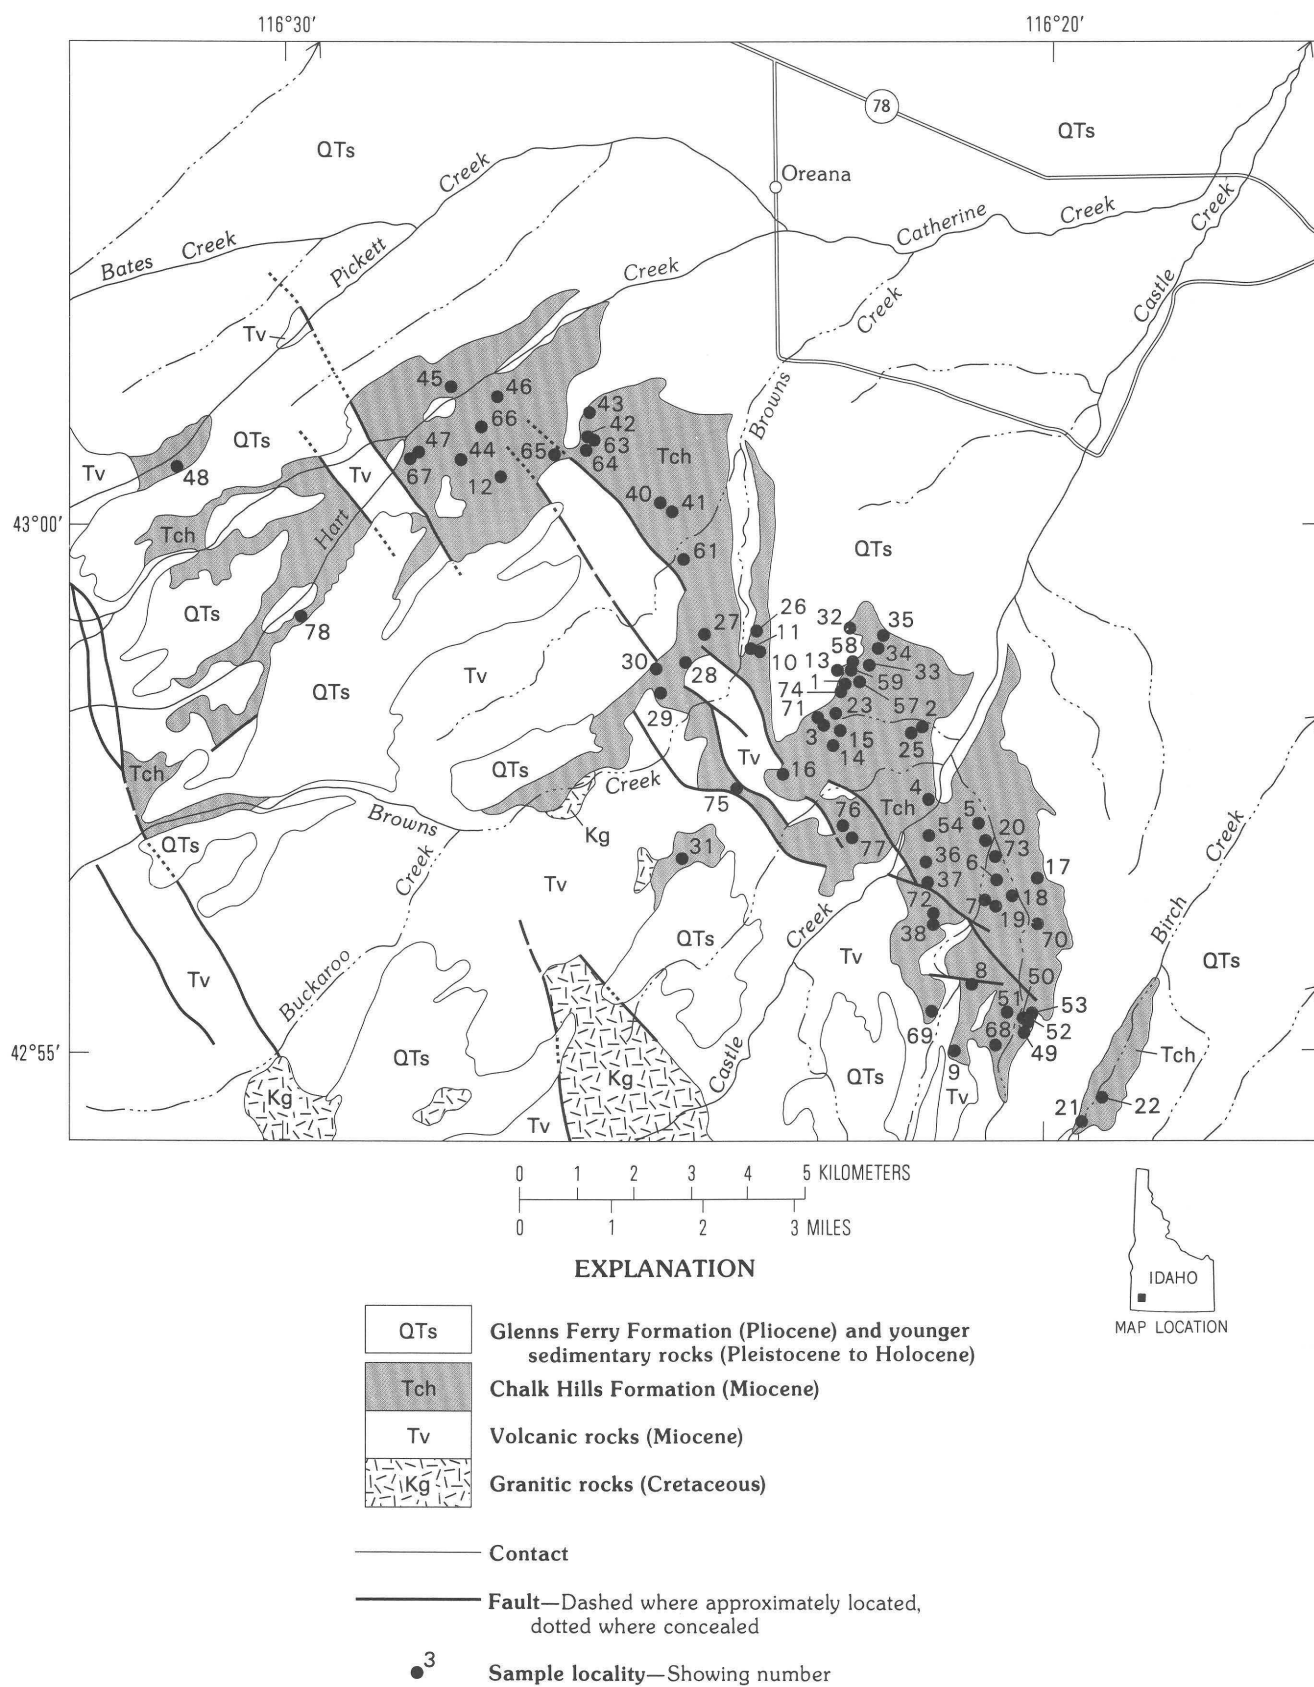 116°30'
116°20'
78
QTs
QTs
Oreana
Creek
Catherine
Creek
Creek
Bates Creek
Pickett
Creek
Creek
Castle
Tv
45
46
43
42
66
Browns
47
44
63
65
64
QTs
Tch
Tv
48
Tv
67
12
40
41
43°00'
Tch
Hart
61
QTs
QTs
78
27
26
32
35
11
58
34
30
28
10
13
33
Tv
1
59
QTs
74
29
71
23
57
2
3
15
25
14
Tv
Tch
QTs
16
Creek
75
4
Browns
76
Tch
5
Kg
54
20
QTs
77
73
31
36
6
17
Creek
Creek
Tv
37
18
72
7
19
Birch
QTs
Creek
38
70
Tv
Tv
8
50
QTs
Buckaroo
51
53
69
68
52
42°55'
QTs
49
Castle
Tch
Kg
QTs
9
Kg
Tv
22
21
Tv
0 1 2 3 4 5 KILOMETERS
0 1 2 3 MILES
IDAHO
MAP LOCATION
EXPLANATION
QTs Glenns Ferry Formation (Pliocene) and younger
sedimentary rocks (Pleistocene to Holocene)
Tch Chalk Hills Formation (Miocene)
Tv Volcanic rocks (Miocene)
Kg Granitic rocks (Cretaceous)
Contact
Fault—Dashed where approximately located,
dotted where concealed
3 Sample locality—Showing number